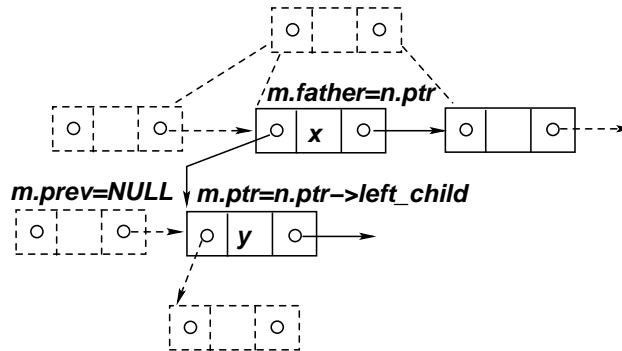 m.father=n.ptr
x
m.prev=NULL
m.ptr=n.ptr−>left_child
y